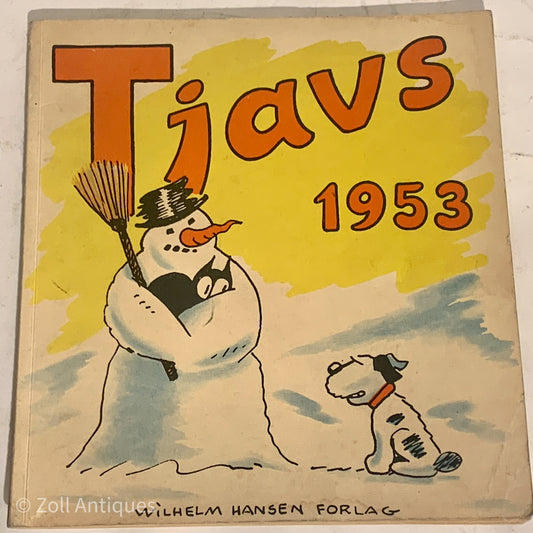 Tjavs
1953
WILHELM HANSEN FORLAG
© Zoll Antiques